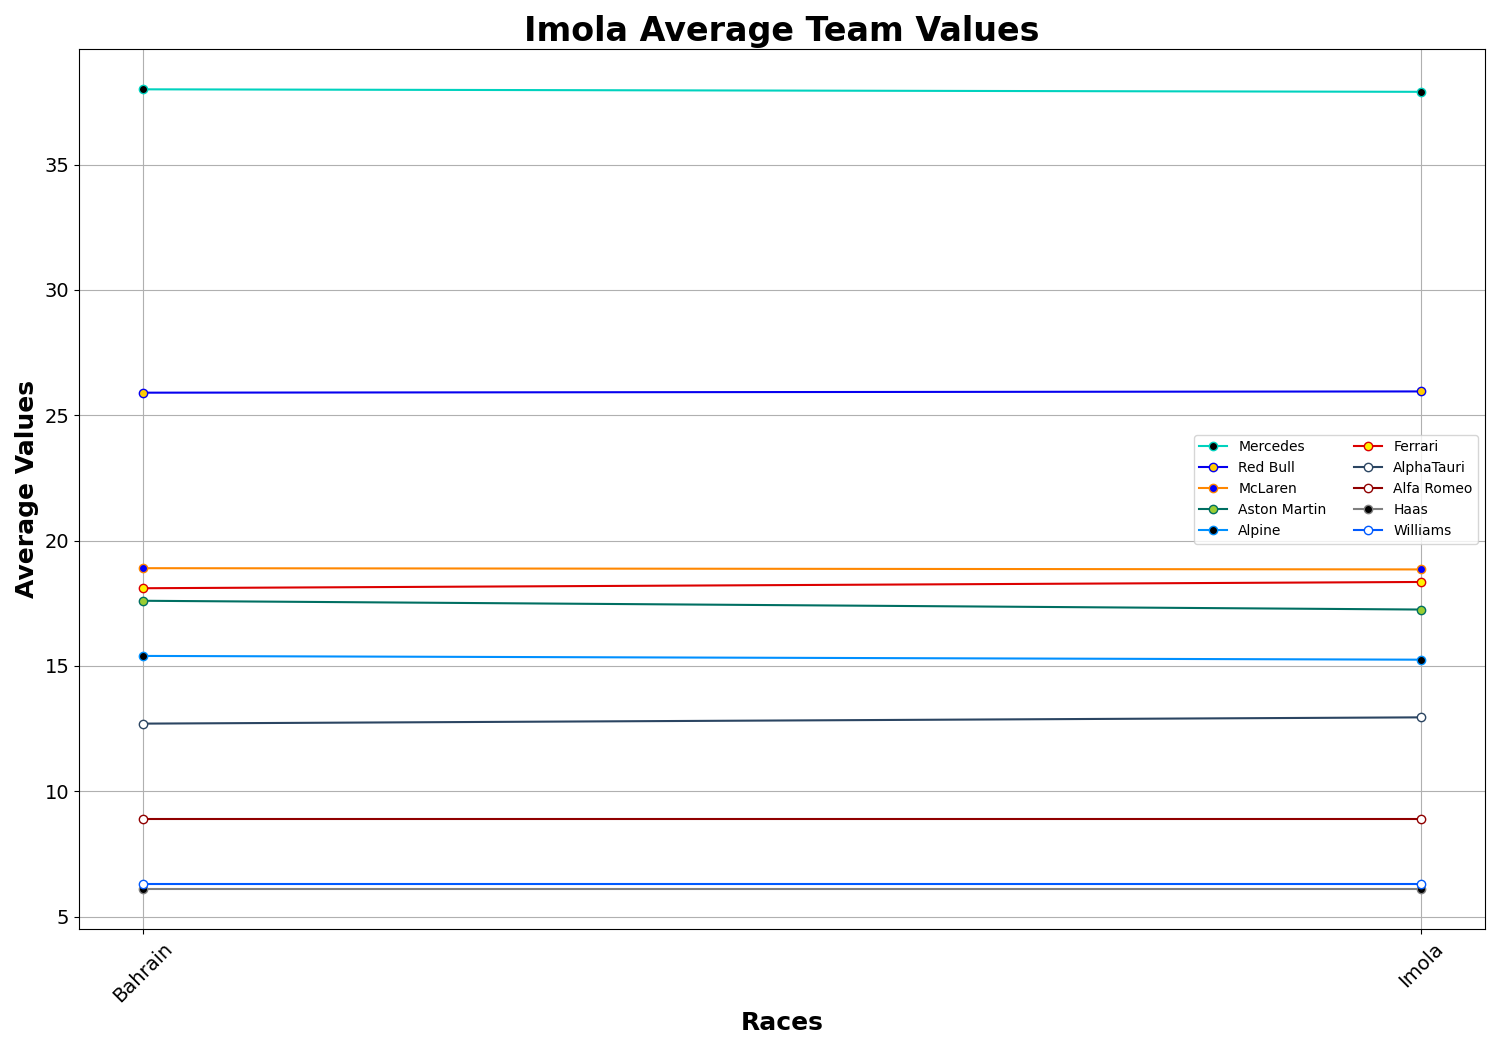 Imola Average Team Values
Average Values
35
30
25
20
15
10
5
Mercedes
Red Bull
McLaren
Aston Martin
Alpine
Ferrari
AlphaTauri
Alfa Romeo
Haas
Williams
Bahrain
Imola
Races